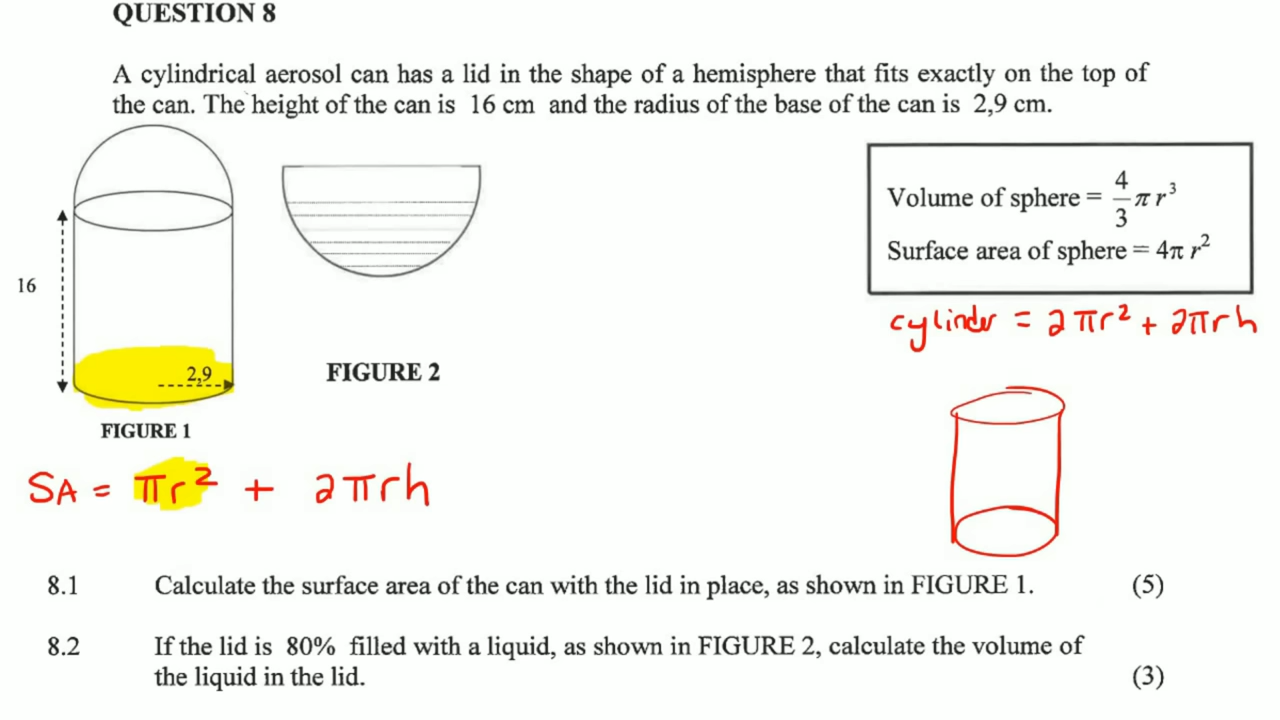 QUESTION 8
A cylindrical aerosol can has a lid in the shape of a hemisphere that fits exactly on the top of
the can. The height of the can is 16 cm and the radius of the base of the can is 2,9 cm.
Volume of sphere = 4/3 π r³
Surface area of sphere = 4π r²
16
cylinder = 2πr² + 2πrh
2,9
FIGURE 2
FIGURE 1
SA = πr² + 2πrh
8.1 Calculate the surface area of the can with the lid in place, as shown in FIGURE 1. (5)
8.2 If the lid is 80% filled with a liquid, as shown in FIGURE 2, calculate the volume of
the liquid in the lid. (3)